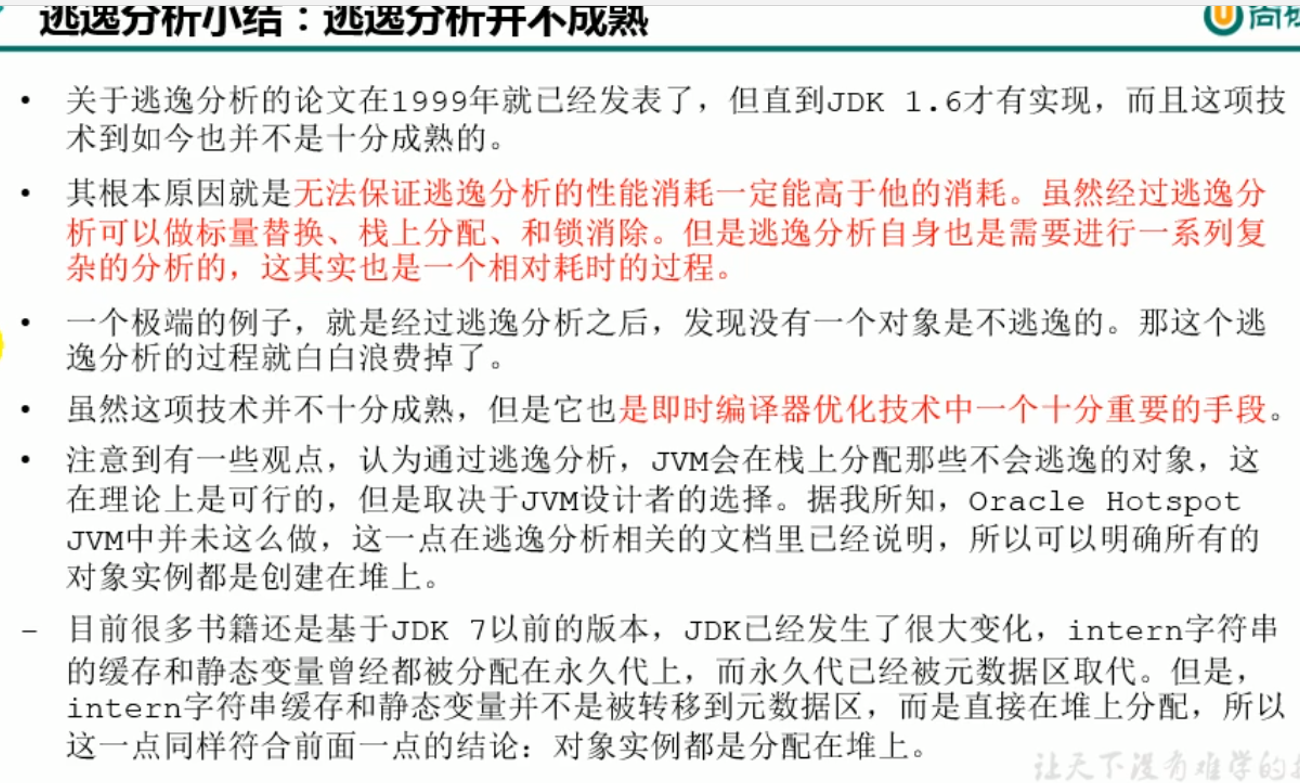 逃逸分析小结：逃逸分析并不成熟
尚
• 关于逃逸分析的论文在1999年就已经发表了，但直到JDK 1.6才有实现，而且这项技
术到如今也并不是十分成熟的。
• 其根本原因就是无法保证逃逸分析的性能消耗一定能高于他的消耗。虽然经过逃逸分
析可以做标量替换、栈上分配、和锁消除。但是逃逸分析自身也是需要进行一系列复
杂的分析的，这其实也是一个相对耗时的过程。
• 一个极端的例子，就是经过逃逸分析之后，发现没有一个对象是不逃逸的。那这个逃
逸分析的过程就白白浪费掉了。
• 虽然这项技术并不十分成熟，但是它也是即时编译器优化技术中一个十分重要的手段。
• 注意到有一些观点，认为通过逃逸分析，JVM会在栈上分配那些不会逃逸的对象，这
在理论上是可行的，但是取决于JVM设计者的选择。据我所知，Oracle Hotspot
JVM中并未这么做，这一点在逃逸分析相关的文档里已经说明，所以可以明确所有的
对象实例都是创建在堆上。
– 目前很多书籍还是基于JDK 7以前的版本，JDK已经发生了很大变化，intern字符串
的缓存和静态变量曾经都被分配在永久代上，而永久代已经被元数据区取代。但是，
intern字符串缓存和静态变量并不是被转移到元数据区，而是直接在堆上分配，所以
这一点同样符合前面一点的结论：对象实例都是分配在堆上。
让天下没有难学的